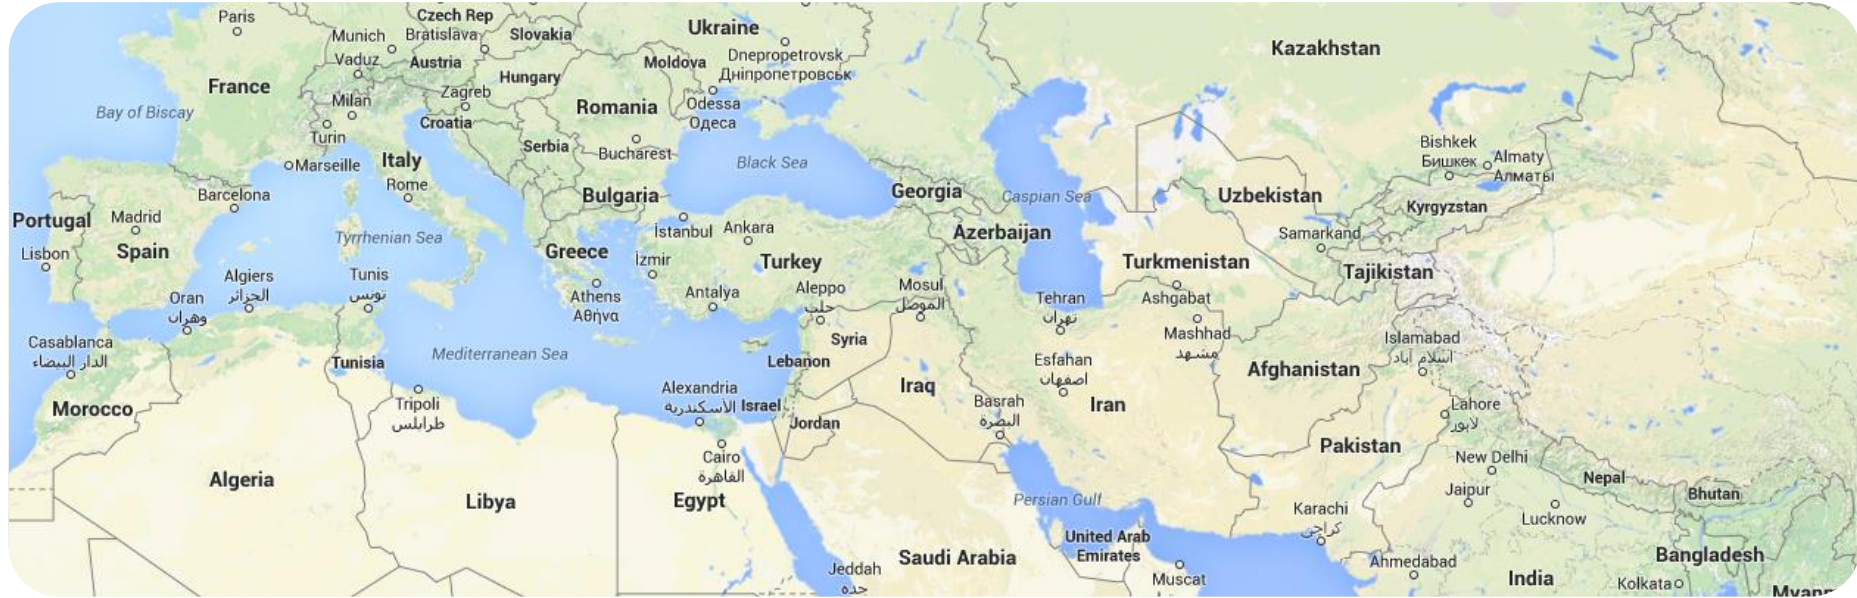 Paris
Czech Rep
Ukraine
Munich
Bratislava
Slovakia
Kazakhstan
Vaduz
Austria
Moldova
Dnepropetrovsk
Дніпропетровськ
France
Hungary
Milan
Zagreb
Romania
Odessa
Одеса
Bay of Biscay
Turin
Croatia
Serbia
Bucharest
Black Sea
Bishkek
Бишкек
Almaty
Алматы
Marseille
Italy
Rome
Barcelona
Bulgaria
Georgia
Caspian Sea
Uzbekistan
Kyrgyzstan
Portugal
Madrid
Spain
Lisbon
Tyrrhenian Sea
Greece
İstanbul
Ankara
Azerbaijan
Samarkand
İzmir
Turkey
Turkmenistan
Tajikistan
Algiers
الجزائر
Tunis
تونس
Oran
وهران
Athens
Αθήνα
Antalya
Aleppo
حلب
Mosul
الموصل
Tehran
تهران
Ashgabat
Casablanca
الدار البيضاء
Tunisia
Mediterranean Sea
Syria
Lebanon
Mashhad
مشهد
Islamabad
اسلام آباد
Esfahan
اصفهان
Afghanistan
Morocco
Tripoli
طرابلس
Alexandria
الأسكندرية
Israel
Jordan
Iraq
Basrah
البصرة
Iran
Lahore
لاہور
Pakistan
Cairo
القاهرة
New Delhi
Algeria
Libya
Egypt
Persian Gulf
Jaipur
Nepal
Bhutan
Karachi
كراچى
Lucknow
United Arab
Emirates
Saudi Arabia
Jeddah
جدة
Muscat
Ahmedabad
India
Bangladesh
Kolkata